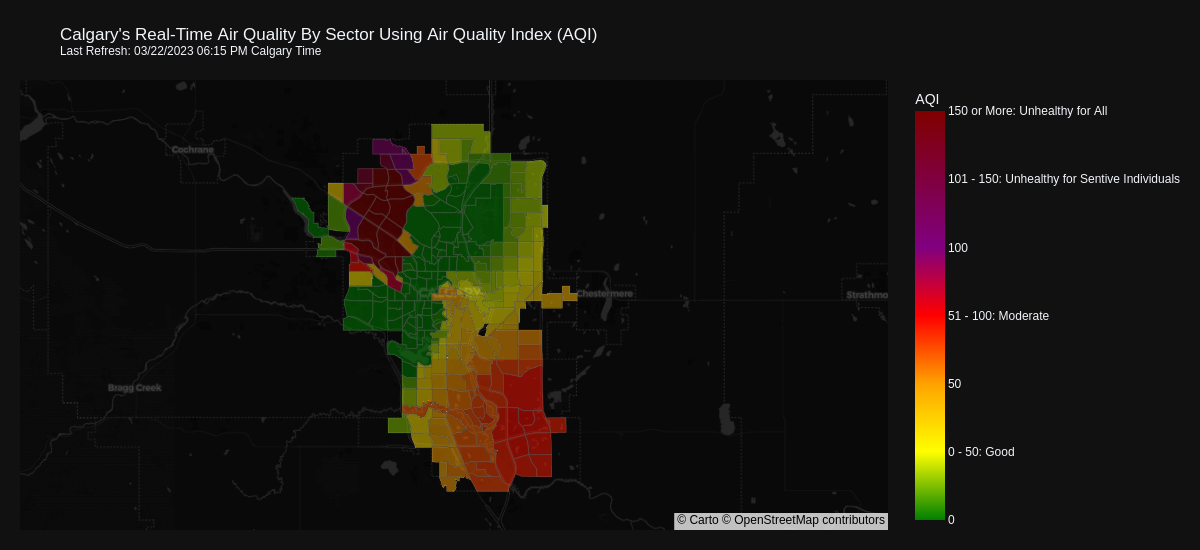 Calgary's Real-Time Air Quality By Sector Using Air Quality Index (AQI)
Last Refresh: 03/22/2023 06:15 PM Calgary Time
AQI
150 or More: Unhealthy for All
Cochrane
101 - 150: Unhealthy for Sentive Individuals
100
Chestermere
Strathmo
51 - 100: Moderate
50
Bragg Creek
0 - 50: Good
0
© Carto © OpenStreetMap contributors